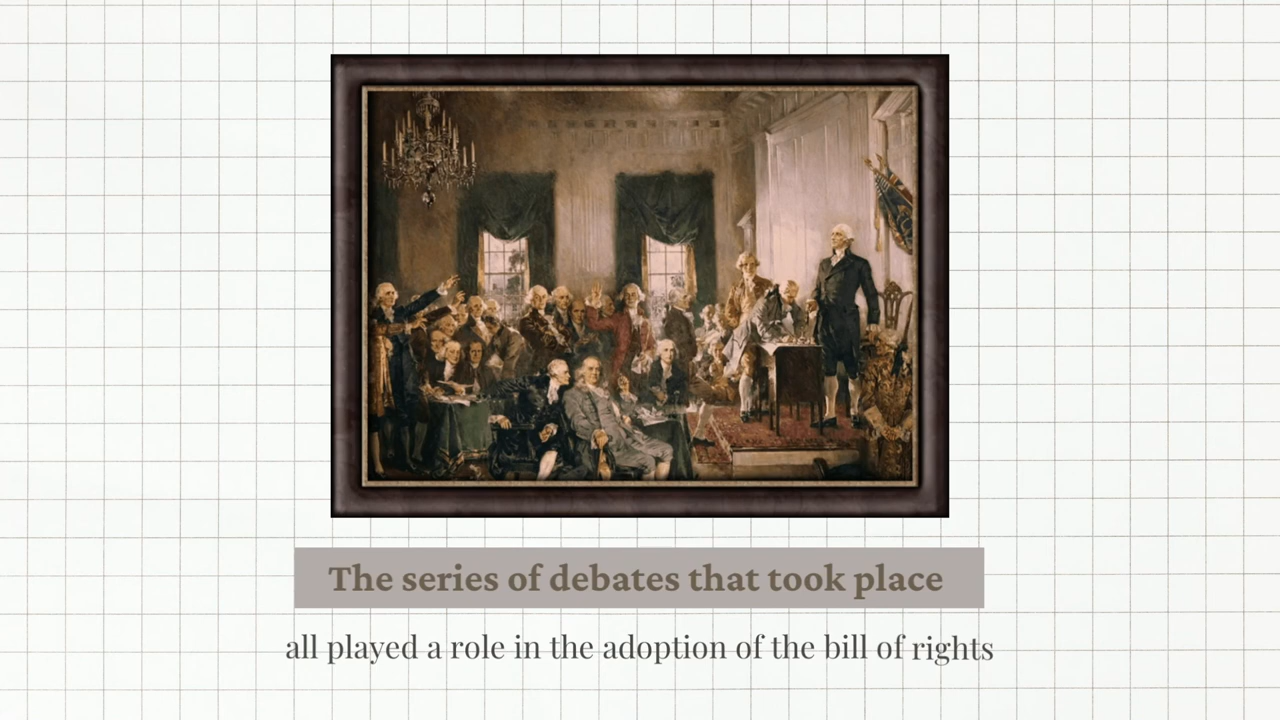 The series of debates that took place
all played a role in the adoption of the bill of rights